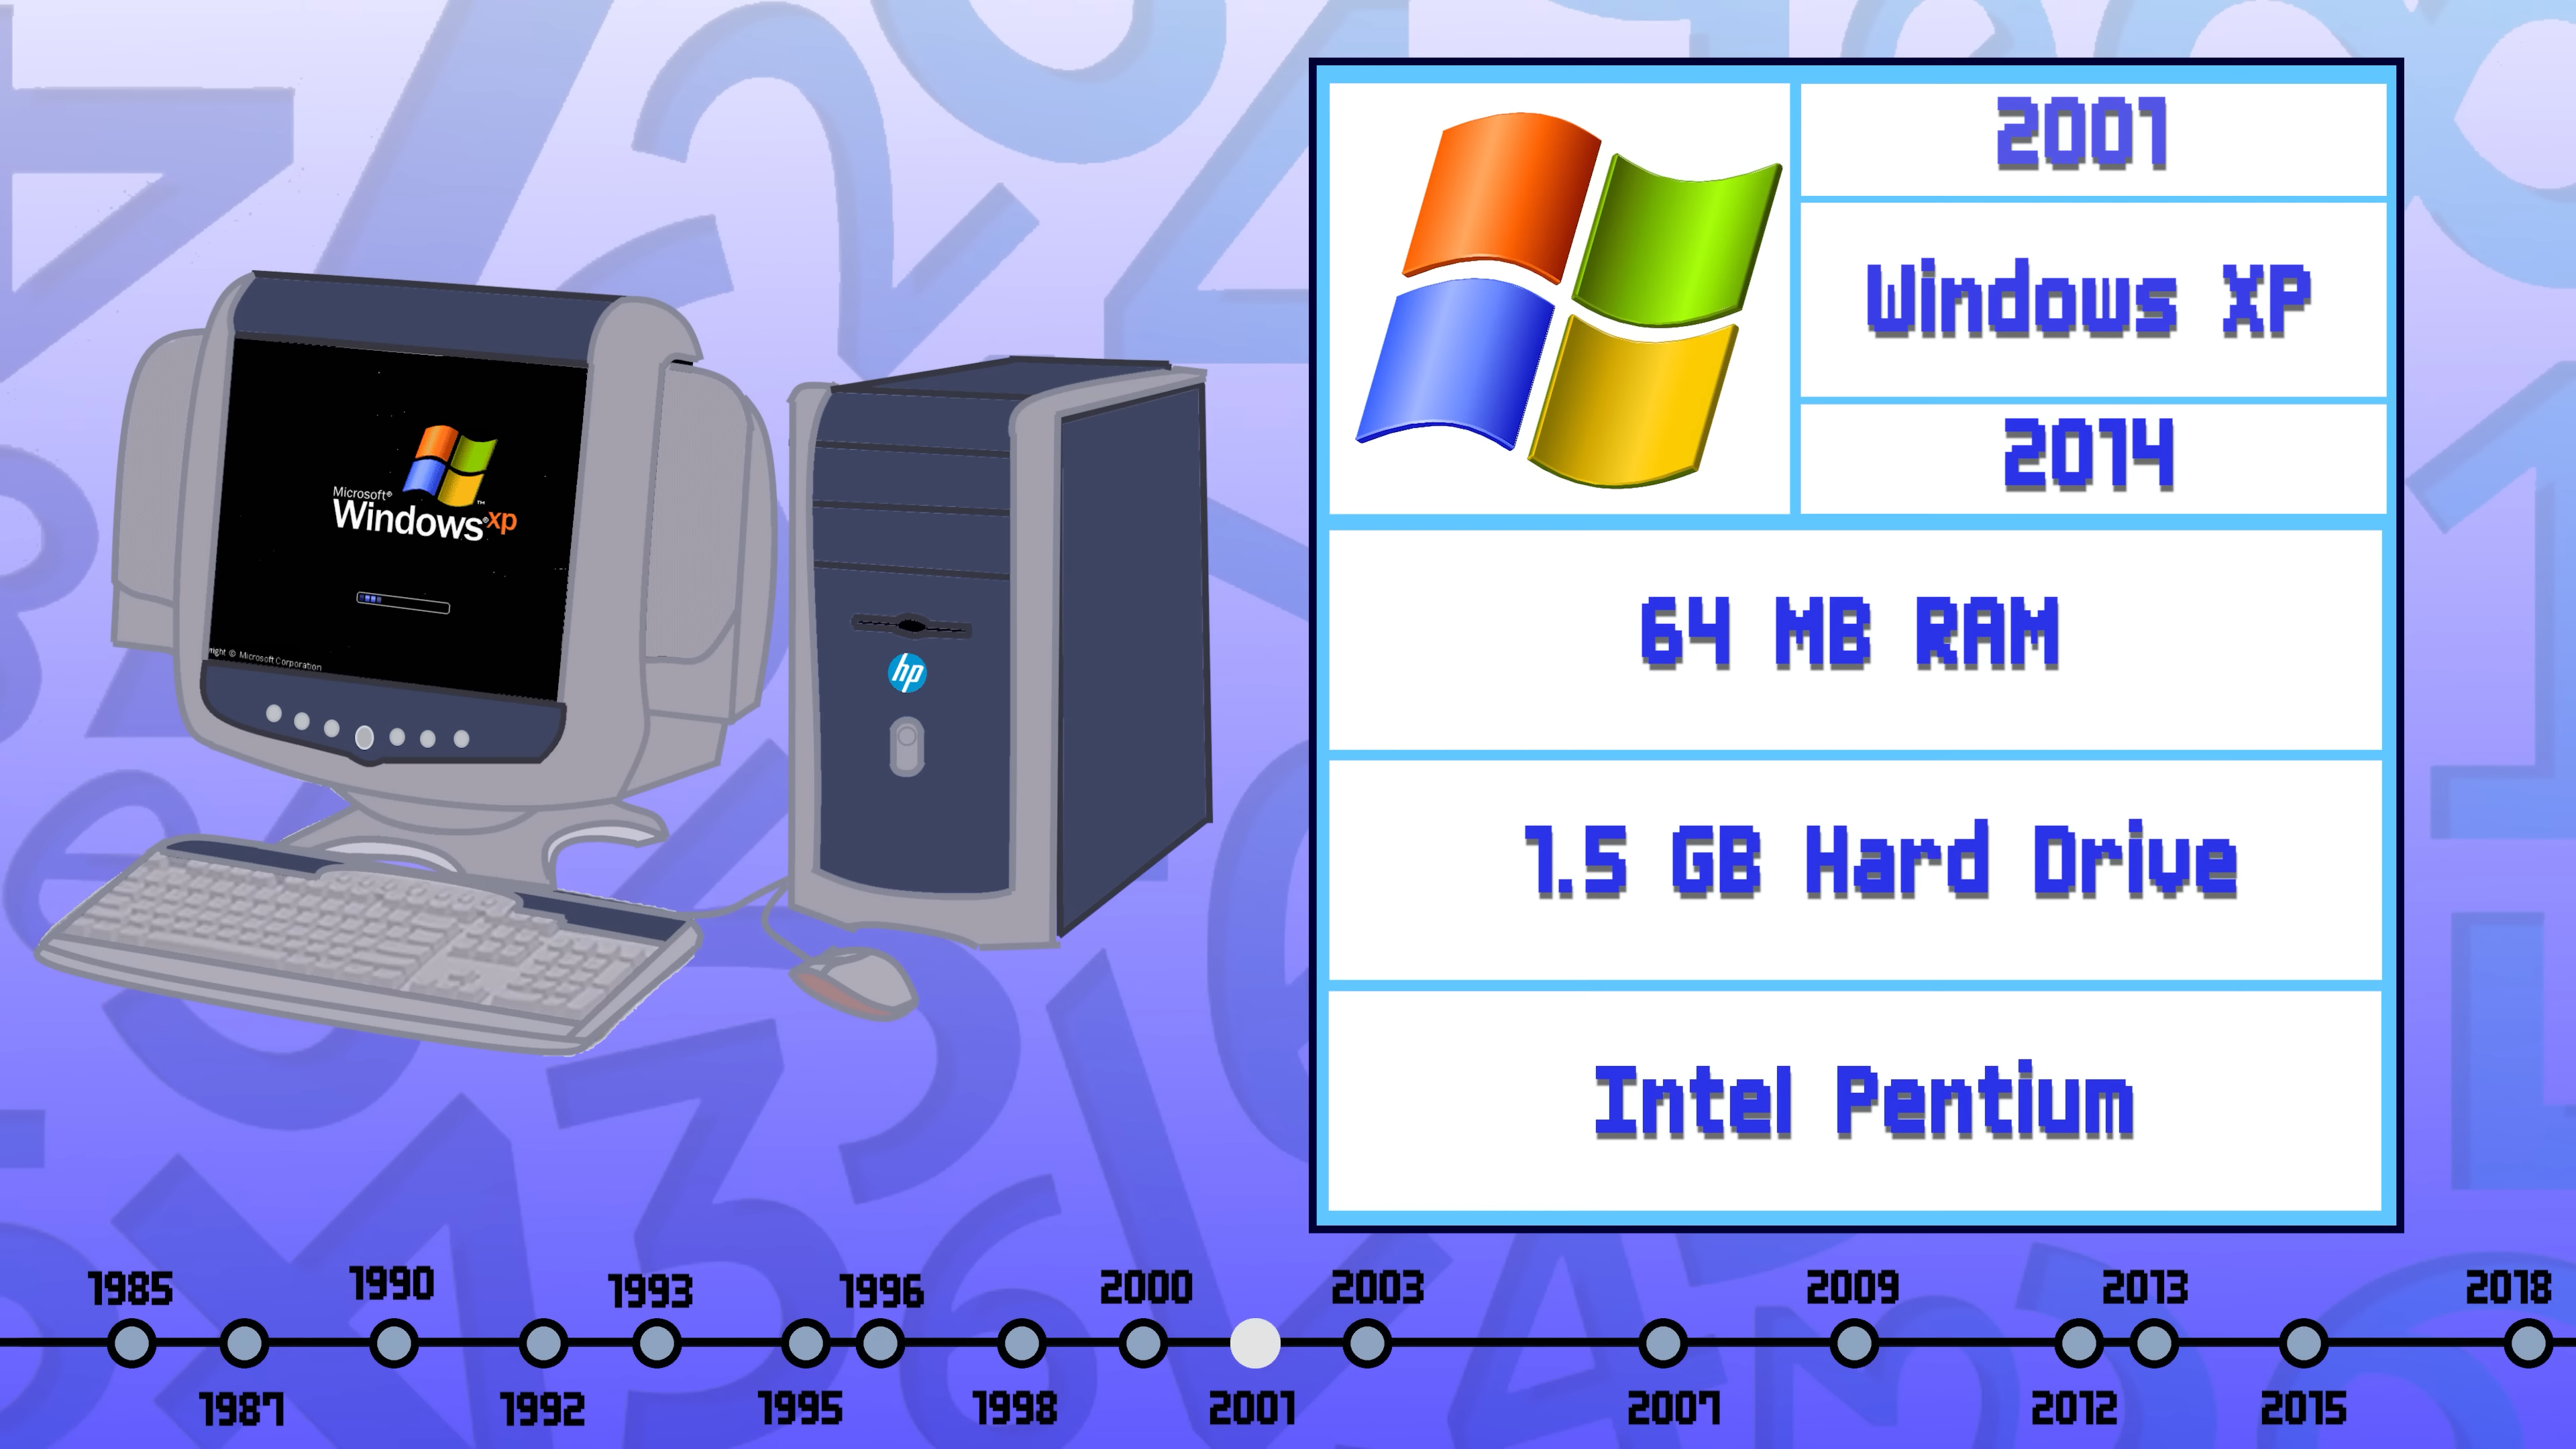 2001
Windows XP
2014
64 MB RAM
1.5 GB Hard Drive
Intel Pentium
Microsoft®
Windows®xp
™
© Microsoft Corporation
hp
1985
1987
1990
1992
1993
1995
1996
1998
2000
2001
2003
2007
2009
2012
2013
2015
2018